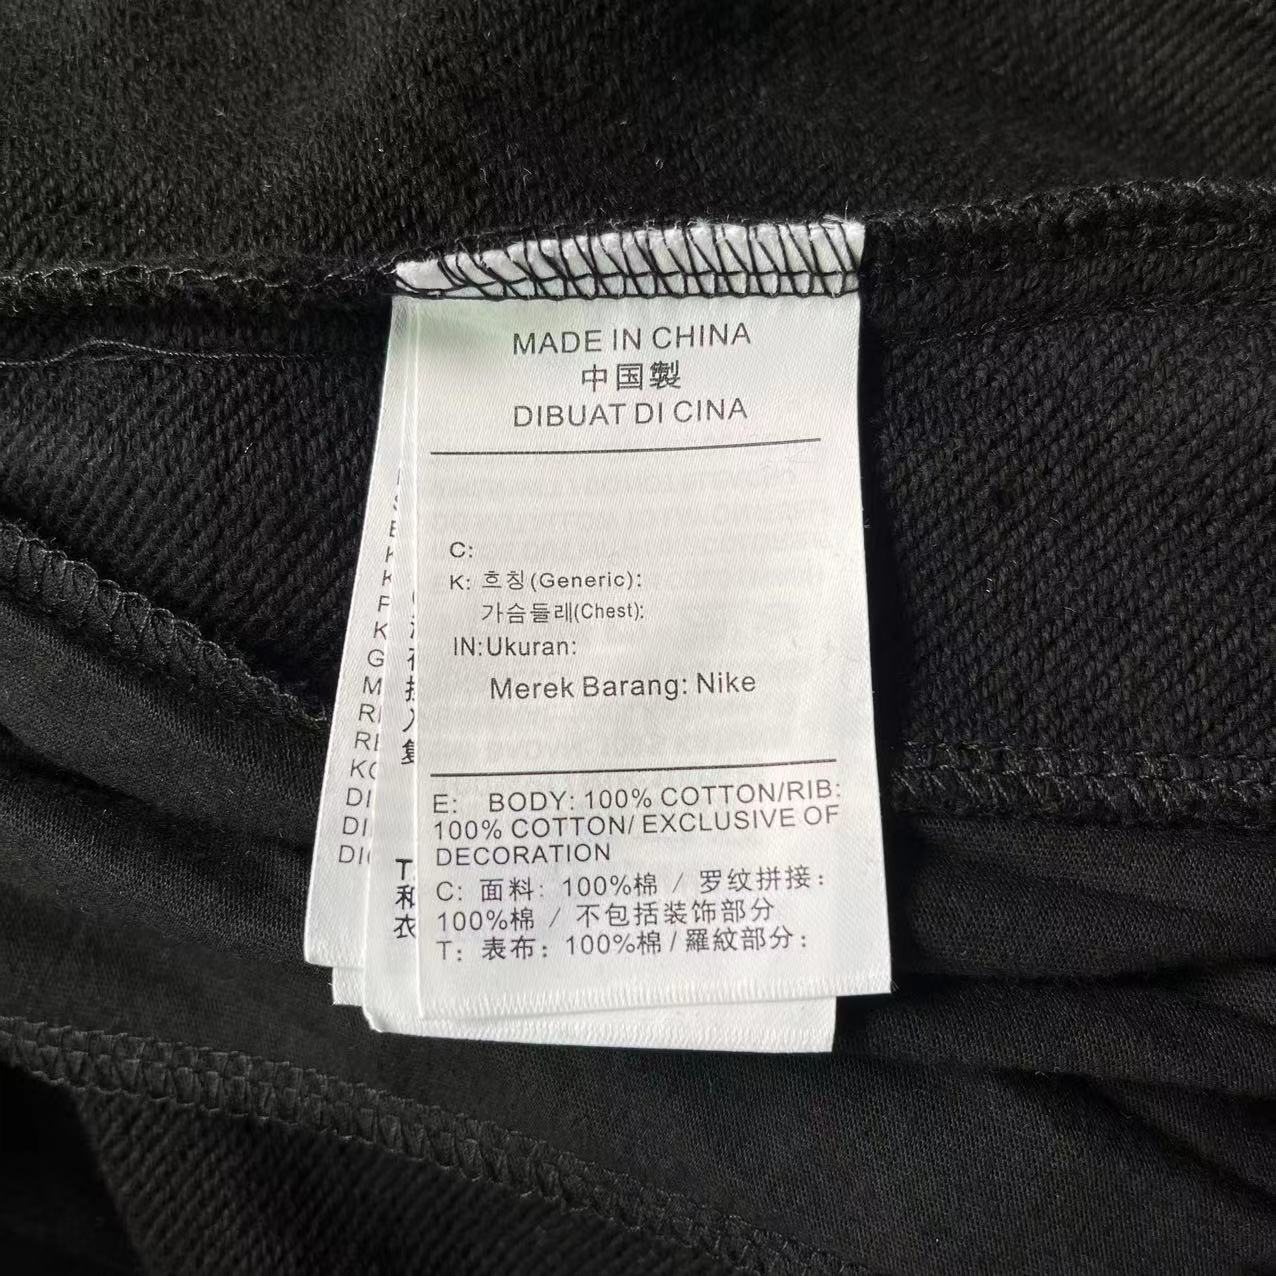 MADE IN CHINA
中国製
DIBUAT DI CINA
C:
K: 흐칭(Generic):
가슴듈레(Chest):
IN:Ukuran:
Merek Barang: Nike
E: BODY: 100% COTTON/RIB:
100% COTTON/ EXCLUSIVE OF
DECORATION
C: 面料: 100%棉 / 罗纹拼接:
100%棉 / 不包括装饰部分
T: 表布: 100%棉 / 羅紋部分: